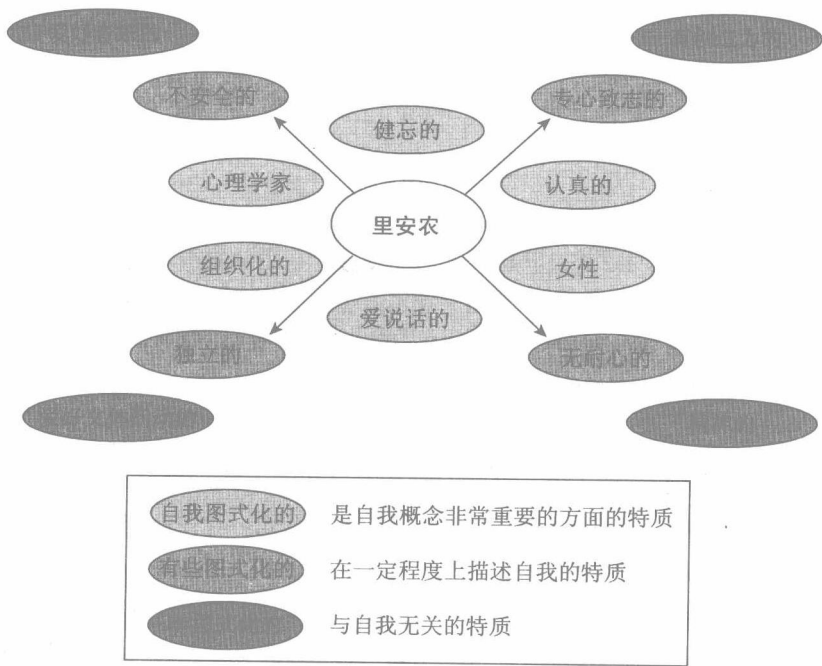 不安全的
专心致志的
健忘的
心理学家
认真的
里安农
组织化的
女性
爱说话的
独立的
无耐心的
自我图式化的 是自我概念非常重要的方面的特质
有些图式化的 在一定程度上描述自我的特质
与自我无关的特质